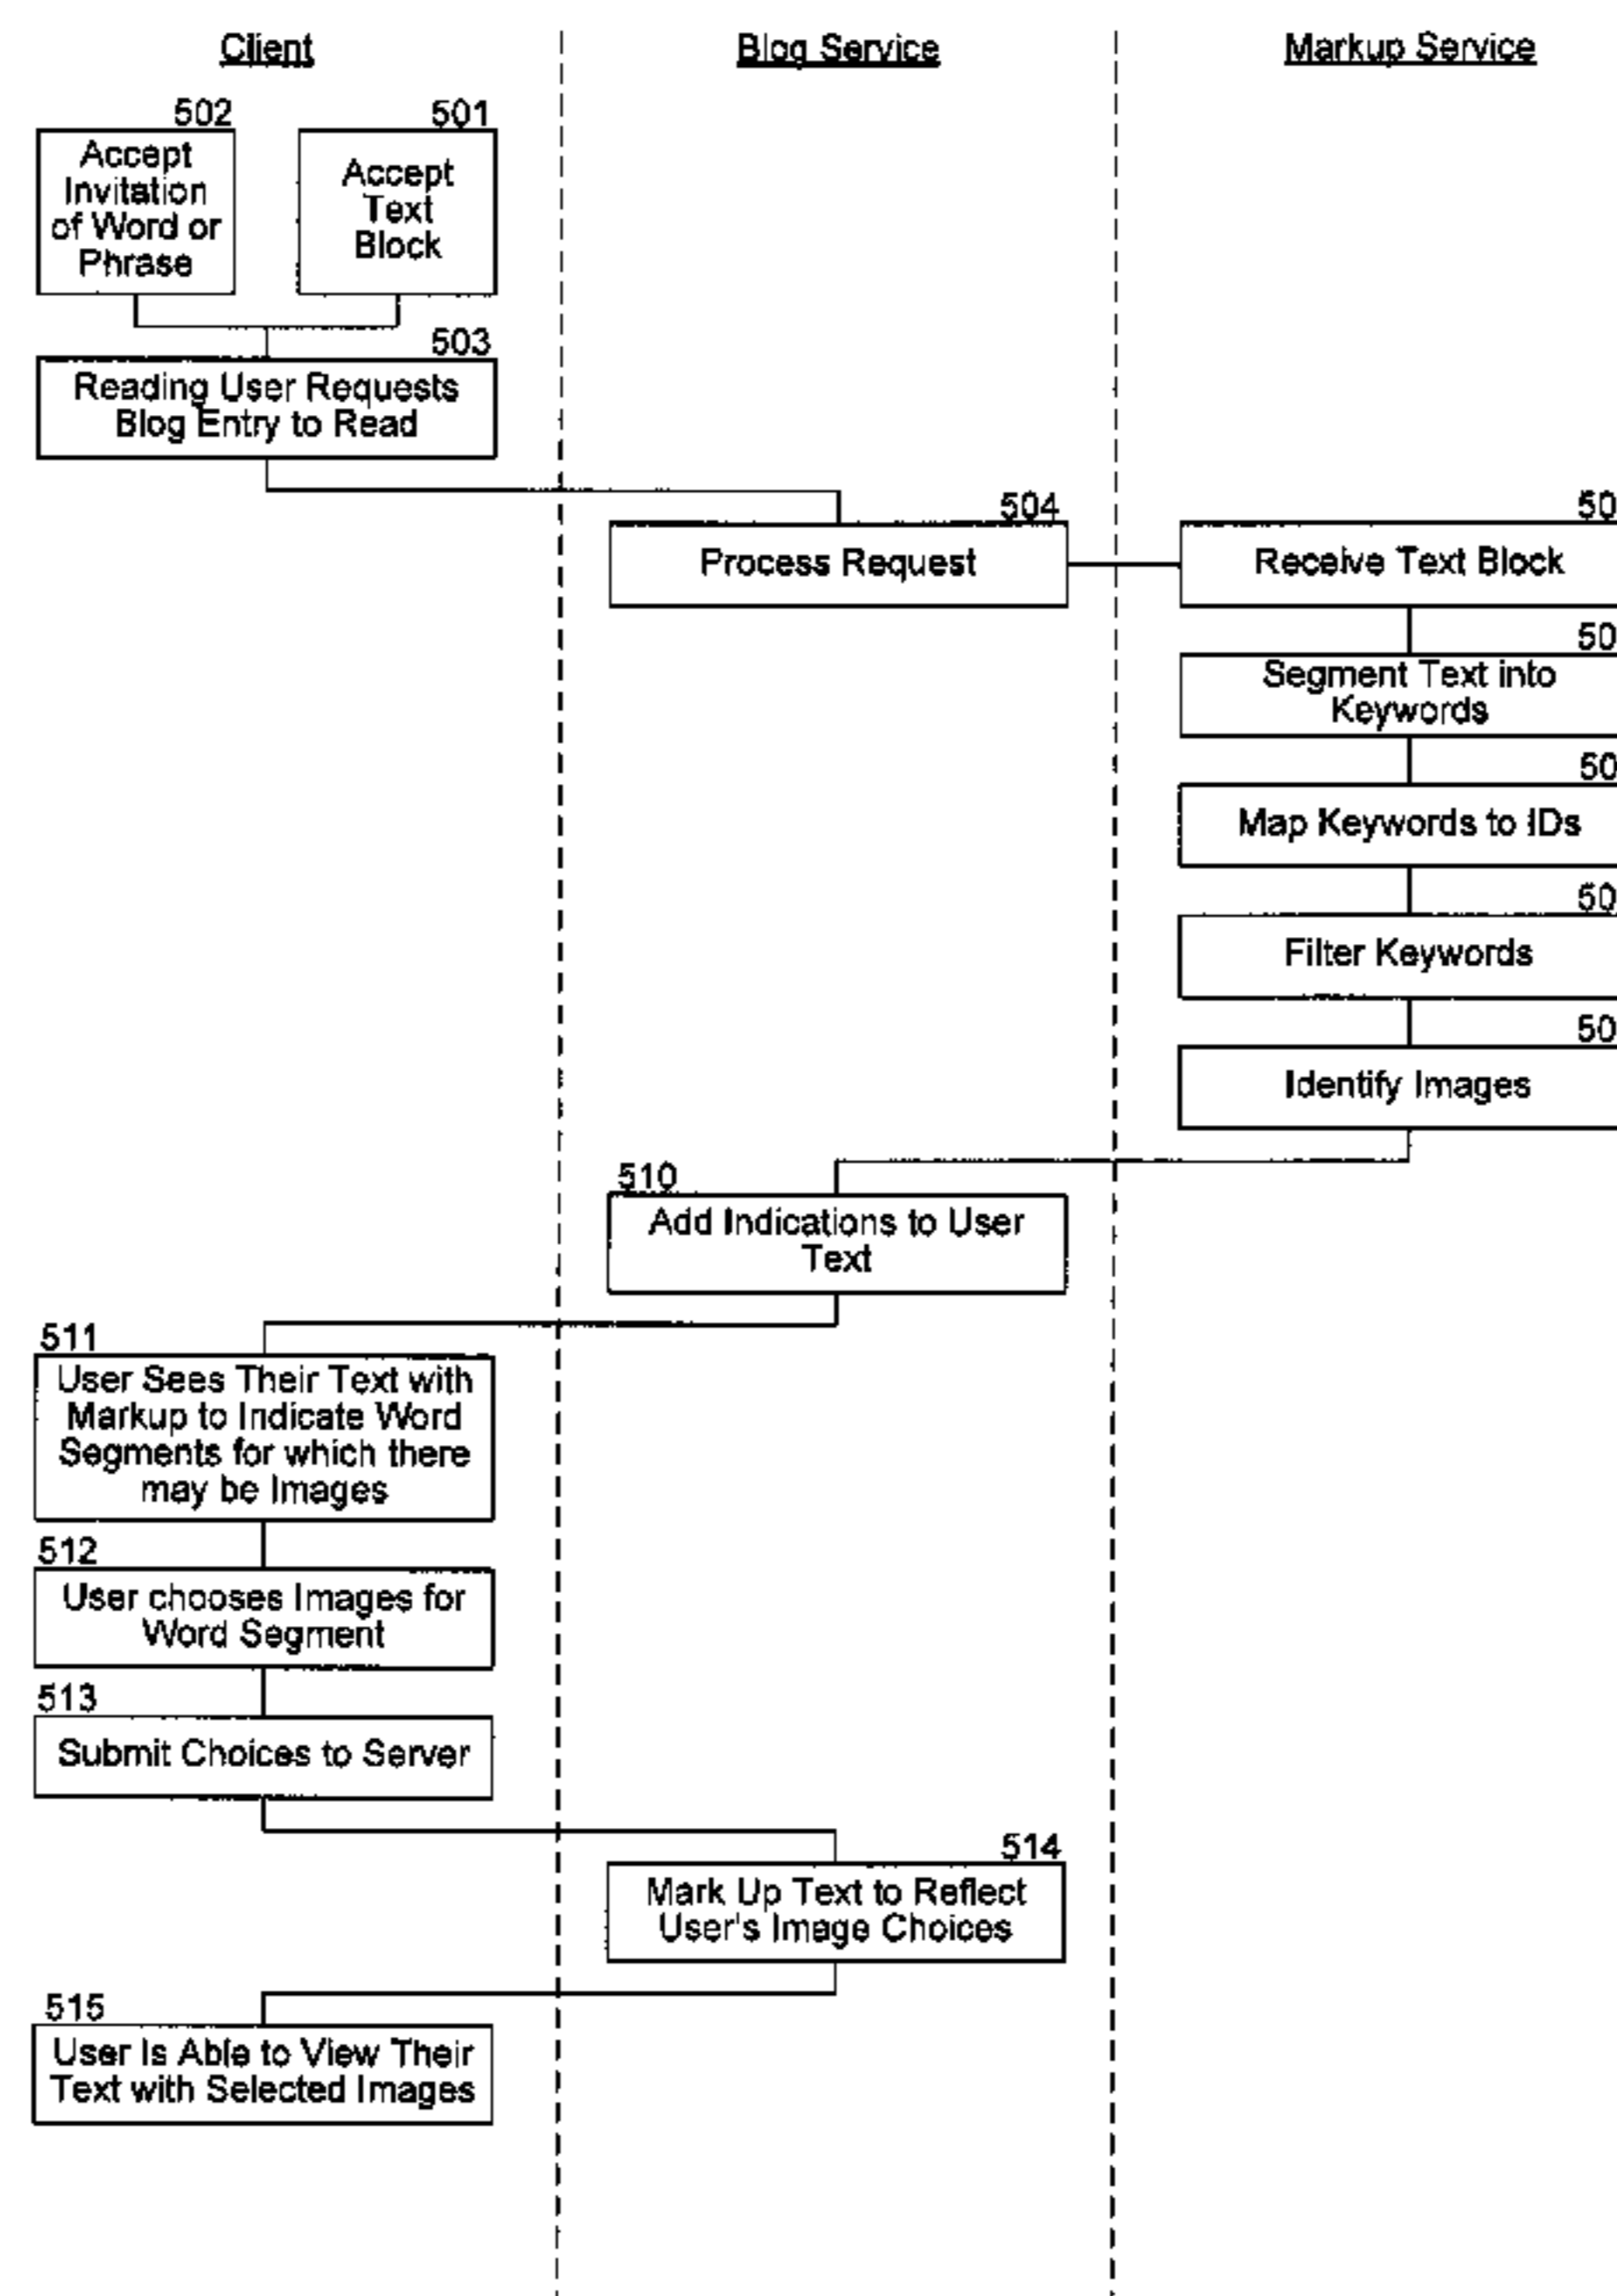 Client
Blog Service
Markup Service
502
Accept
Invitation
of Word or
Phrase
501
Accept
Text
Block
503
Reading User Requests
Blog Entry to Read
504
Process Request
50
Receive Text Block
50
Segment Text into
Keywords
50
Map Keywords to IDs
50
Filter Keywords
50
Identify Images
510
Add Indications to User
Text
511
User Sees Their Text with
Markup to Indicate Word
Segments for which there
may be Images
512
User chooses Images for
Word Segment
513
Submit Choices to Server
514
Mark Up Text to Reflect
User's Image Choices
515
User Is Able to View Their
Text with Selected Images